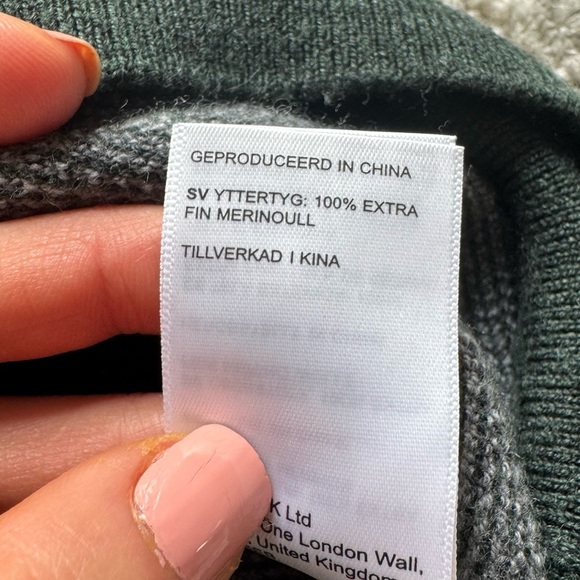 GEPRODUCEERD IN CHINA
SV YTTERTYG: 100% EXTRA
FIN MERINOULL
TILLVERKAD I KINA
K Ltd
One London Wall,
United Kingdom